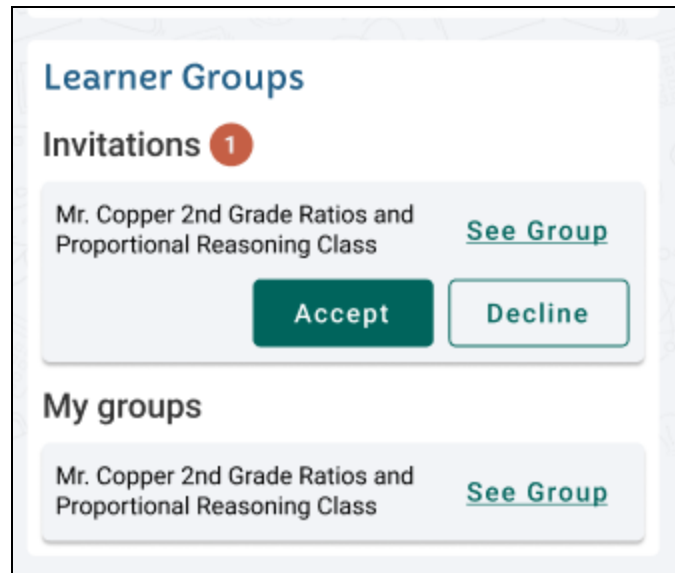 Learner Groups
Invitations 1
Mr. Copper 2nd Grade Ratios and
Proportional Reasoning Class
See Group
Accept
Decline
My groups
Mr. Copper 2nd Grade Ratios and
Proportional Reasoning Class
See Group